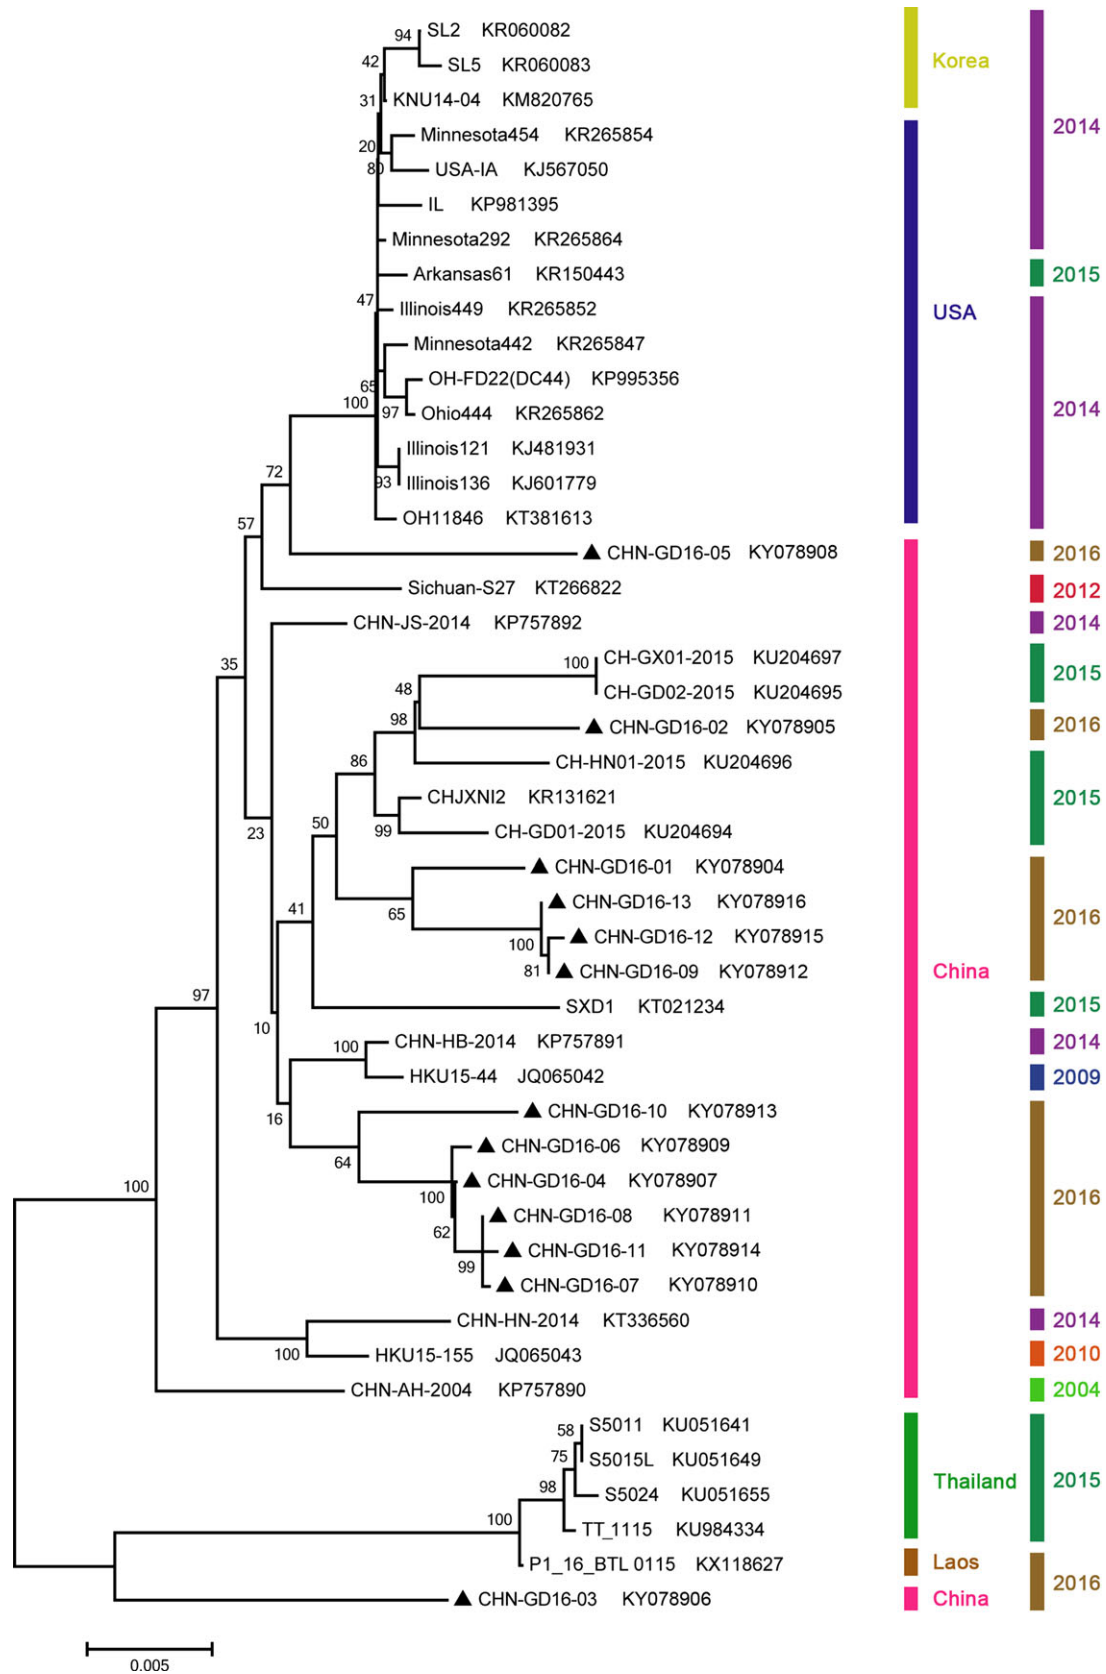 SL2 KR060082
94
SL5 KR060083
42
Korea
KNU14-04 KM820765
31
Minnesota454 KR265854
2014
20
80
USA-IA KJ567050
IL KP981395
Minnesota292 KR265864
Arkansas61 KR150443
2015
47
Illinois449 KR265852
USA
Minnesota442 KR265847
65
OH-FD22(DC44) KP995356
100
97
Ohio444 KR265862
2014
Illinois121 KJ481931
93
Illinois136 KJ601779
72
OH11846 KT381613
57
▲ CHN-GD16-05 KY078908
2016
Sichuan-S27 KT266822
2012
CHN-JS-2014 KP757892
2014
35
100
CH-GX01-2015 KU204697
2015
CH-GD02-2015 KU204695
48
98
▲ CHN-GD16-02 KY078905
2016
86
CH-HN01-2015 KU204696
CHJXNI2 KR131621
2015
50
99
23
CH-GD01-2015 KU204694
▲ CHN-GD16-01 KY078904
41
65
▲ CHN-GD16-13 KY078916
2016
100
▲ CHN-GD16-12 KY078915
81
▲ CHN-GD16-09 KY078912
China
97
SXD1 KT021234
2015
10
100
CHN-HB-2014 KP757891
2014
HKU15-44 JQ065042
2009
16
▲ CHN-GD16-10 KY078913
64
▲ CHN-GD16-06 KY078909
100
100
▲ CHN-GD16-04 KY078907
2016
62
▲ CHN-GD16-08 KY078911
99
▲ CHN-GD16-11 KY078914
▲ CHN-GD16-07 KY078910
CHN-HN-2014 KT336560
2014
100
HKU15-155 JQ065043
2010
CHN-AH-2004 KP757890
2004
58
S5011 KU051641
75
S5015L KU051649
98
S5024 KU051655
Thailand
2015
100
TT_1115 KU984334
P1_16_BTL 0115 KX118627
Laos
2016
▲ CHN-GD16-03 KY078906
China
0.005